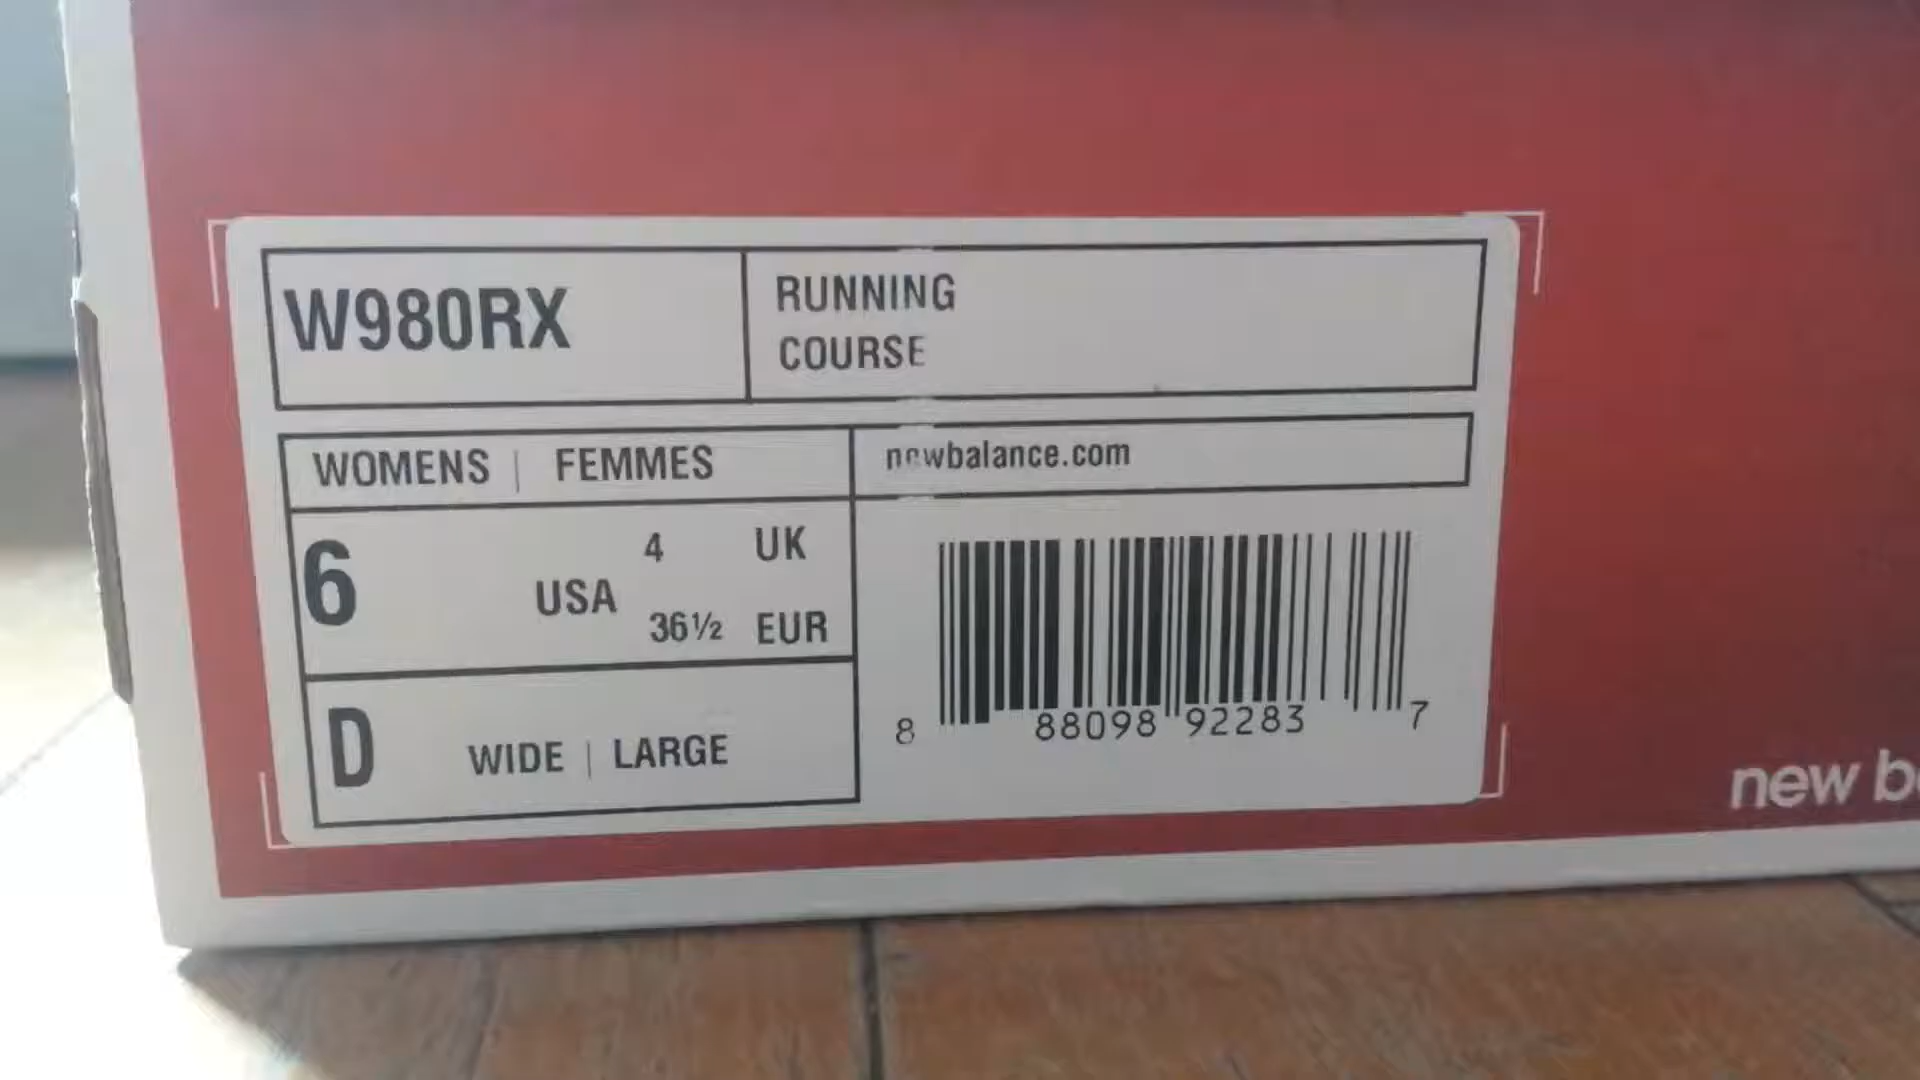 W980RX
RUNNING
COURSE
WOMENS | FEMMES
newbalance.com
6 USA
4 UK
36½ EUR
D WIDE | LARGE
8 88098 92283 7
new b